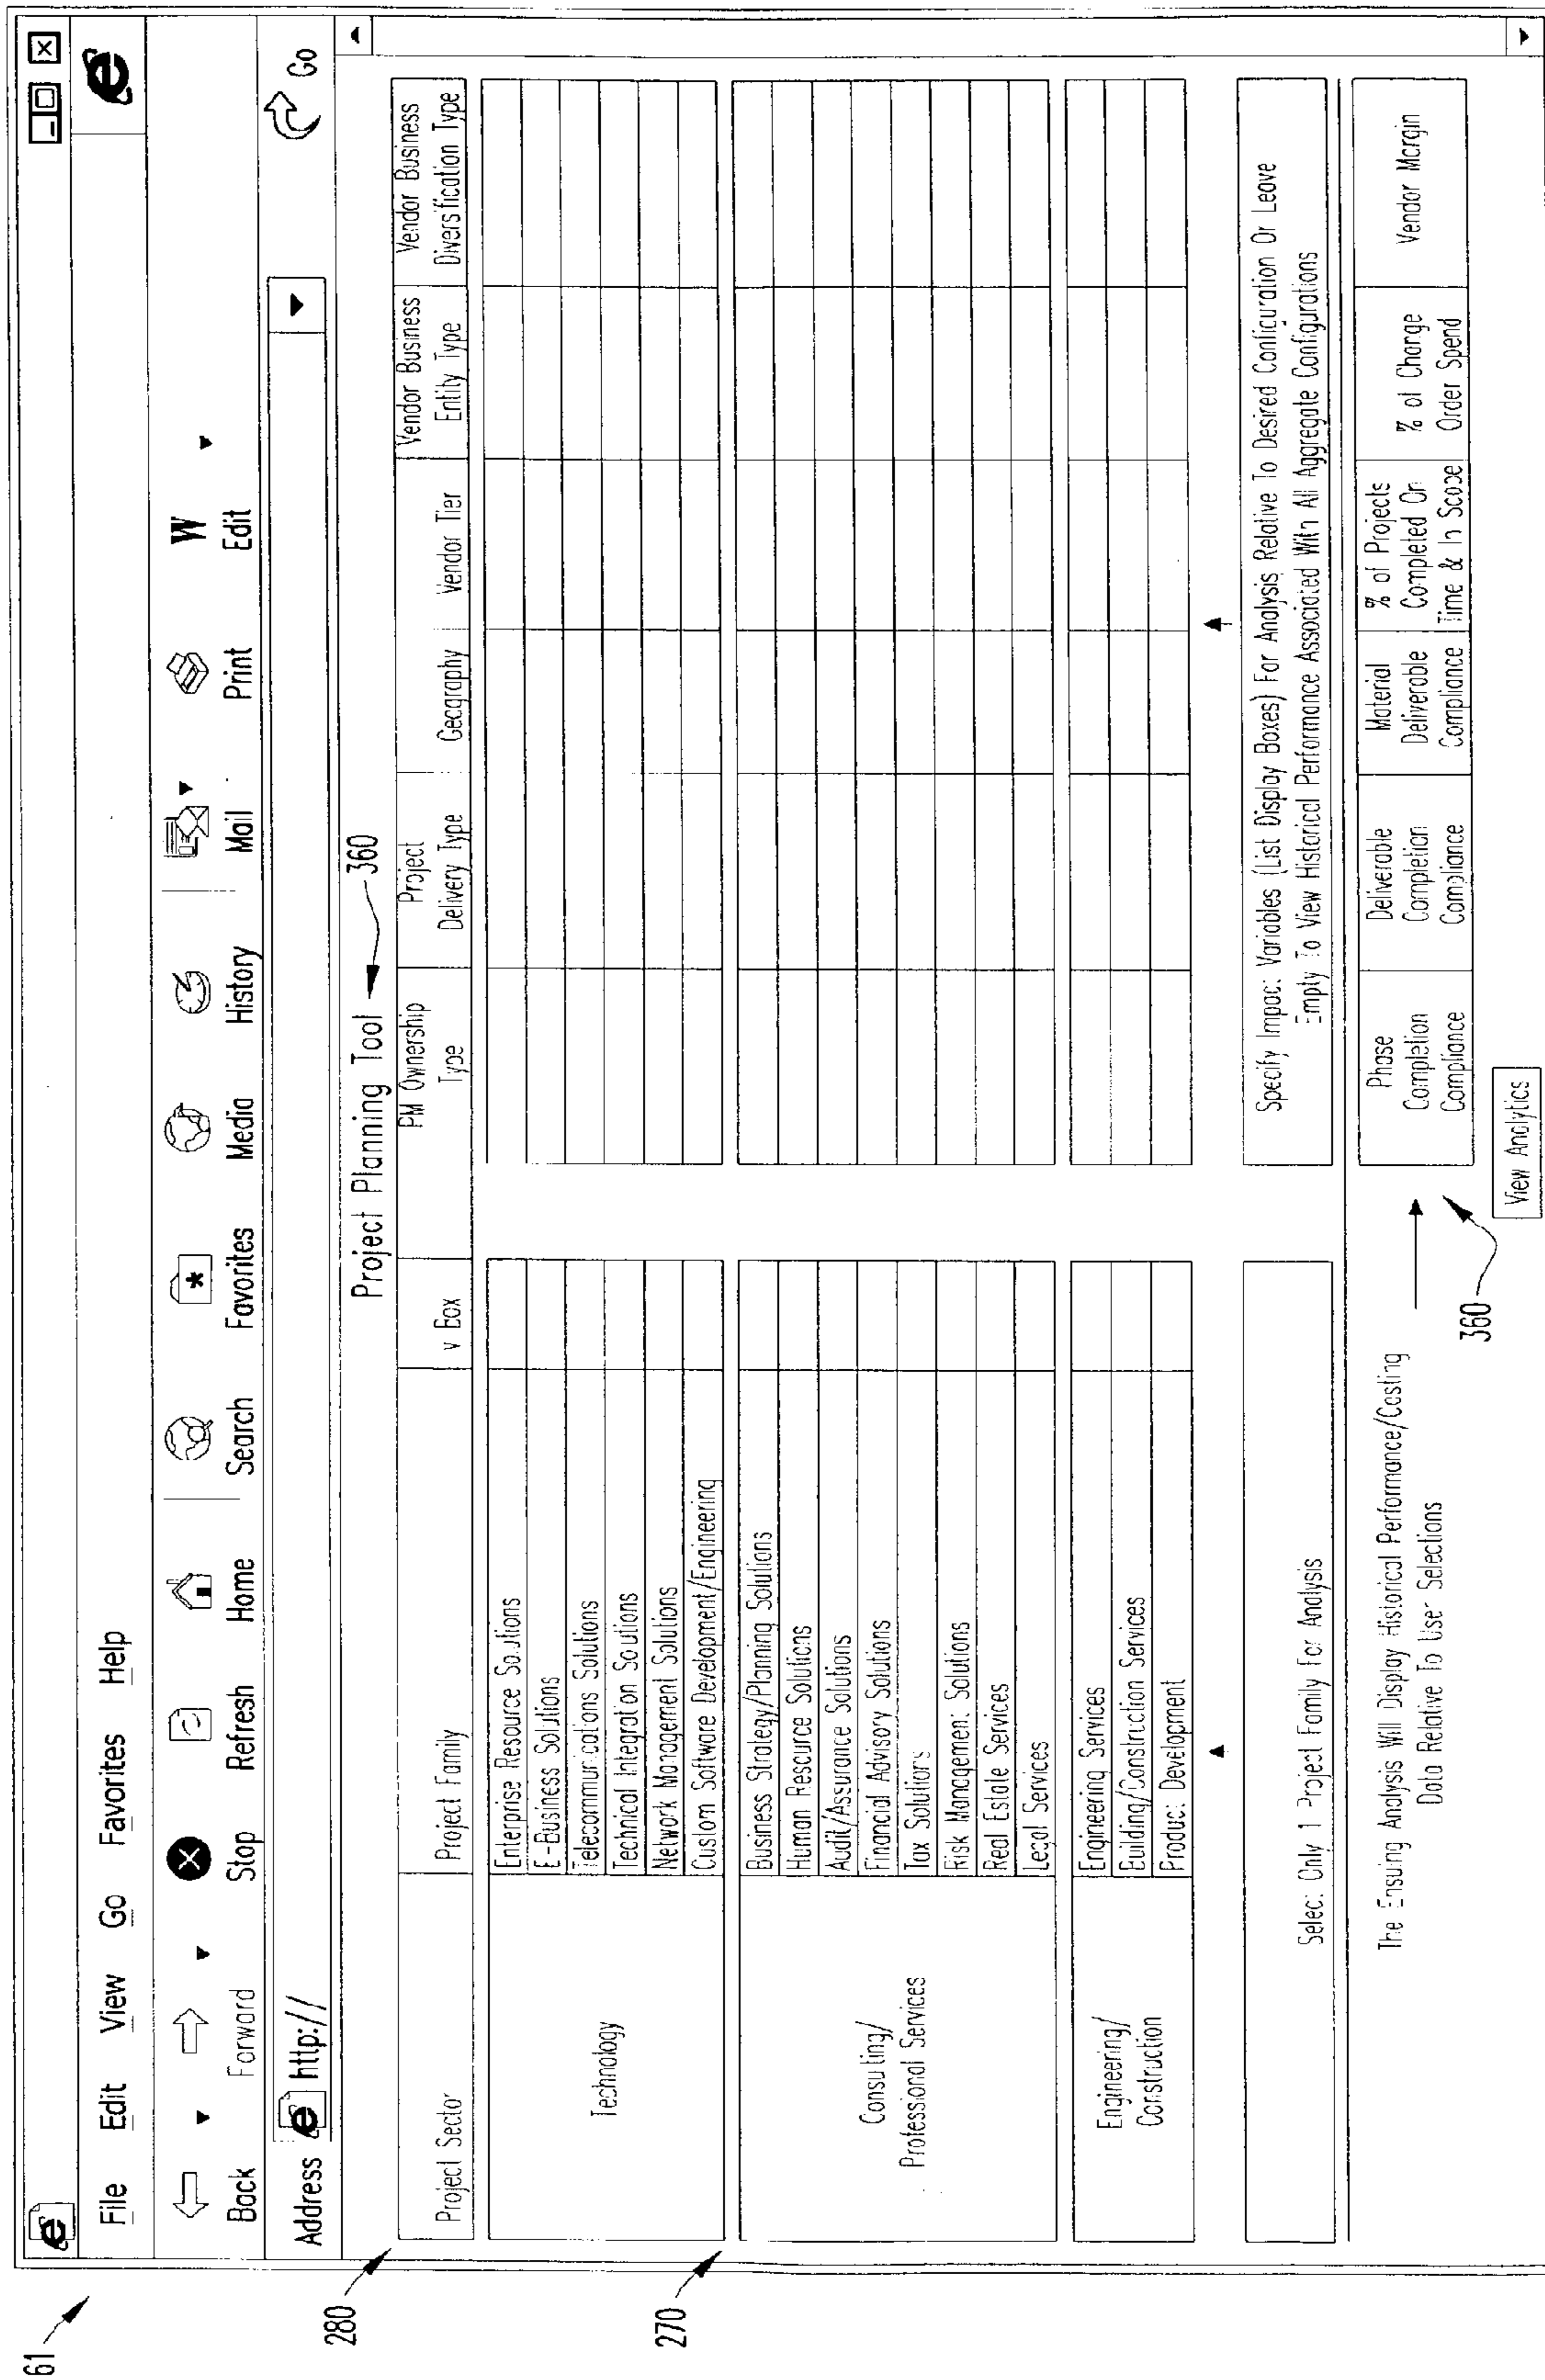 61
File Edit View Go Favorites Help
Back Forward Stop Refresh Home Search Favorites Media History Mail Print Edit
W
Address http:// Go
Project Planning Tool 360
280
Project Sector
Project Family
v Box
PM Ownership
Type
Project
Delivery Type
Geography
Vendor Tier
Vendor Business
Entity Type
Vendor Business
Diversification Type
Technology
Enterprise Resource Solutions
E-Business Solutions
Telecommunications Solutions
Technical Integration Solutions
Network Management Solutions
Custom Software Development/Engineering
270
Consulting/
Professional Services
Business Strategy/Planning Solutions
Human Resource Solutions
Audit/Assurance Solutions
Financial Advisory Solutions
Tax Solutions
Risk Management Solutions
Real Estate Services
Legal Services
Engineering/
Construction
Engineering Services
Building/Construction Services
Product Development
Select Only 1 Project Family For Analysis
Specify Impact Variables (List Display Boxes) For Analysis Relative To Desired Configuration Or Leave
Empty To View Historical Performance Associated With All Aggregate Configurations
The Ensuing Analysis Will Display Historical Performance/Costing
Data Relative To User Selections
360
Phase
Completion
Compliance
Deliverable
Completion
Compliance
Material
Deliverable
Compliance
% of Projects
Completed On
Time & In Scope
% of Change
Order Spend
Vendor Margin
View Analytics